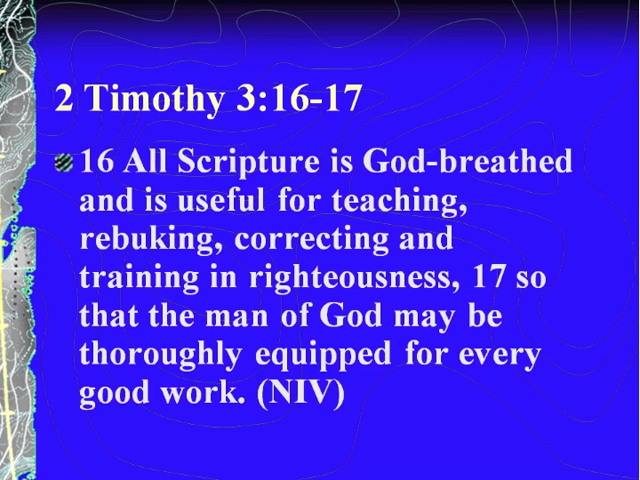 2 Timothy 3:16-17
16 All Scripture is God-breathed
and is useful for teaching,
rebuking, correcting and
training in righteousness, 17 so
that the man of God may be
thoroughly equipped for every
good work. (NIV)